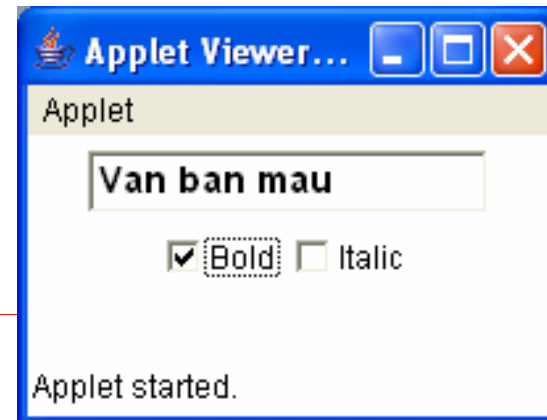 Applet Viewer...
Applet
Van ban mau
Bold Italic
Applet started.